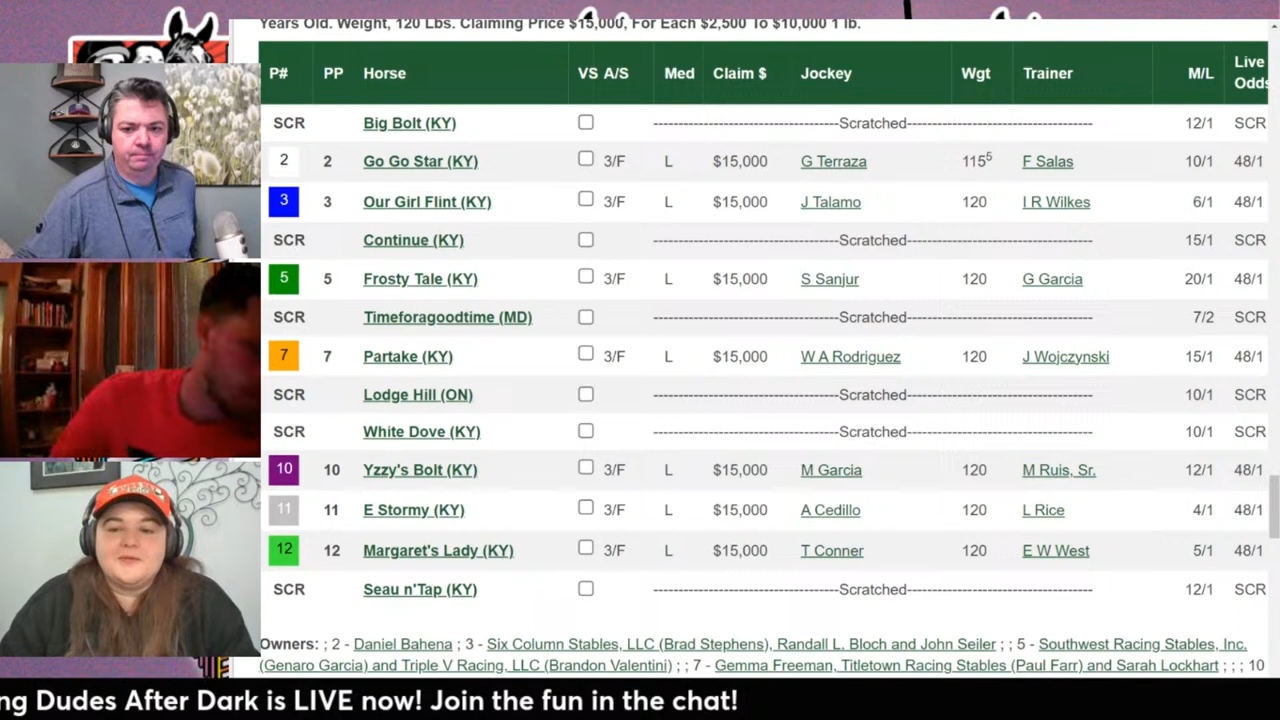 Years Old. Weight, 120 Lbs. Claiming Price $15,000, For Each $2,500 To $10,000 1 lb.
P# PP Horse VS A/S Med Claim $ Jockey Wgt Trainer M/L Live Odds
SCR Big Bolt (KY) ---Scratched--- 12/1 SCR
2 2 Go Go Star (KY) 3/F L $15,000 G Terraza 115⁵ F Salas 10/1 48/1
3 3 Our Girl Flint (KY) 3/F L $15,000 J Talamo 120 I R Wilkes 6/1 48/1
SCR Continue (KY) ---Scratched--- 15/1 SCR
5 5 Frosty Tale (KY) 3/F L $15,000 S Sanjur 120 G Garcia 20/1 48/1
SCR Timeforagoodtime (MD) ---Scratched--- 7/2 SCR
7 7 Partake (KY) 3/F L $15,000 W A Rodriguez 120 J Wojczynski 15/1 48/1
SCR Lodge Hill (ON) ---Scratched--- 10/1 SCR
SCR White Dove (KY) ---Scratched--- 10/1 SCR
10 10 Yzzy's Bolt (KY) 3/F L $15,000 M Garcia 120 M Ruis, Sr. 12/1 48/1
11 11 E Stormy (KY) 3/F L $15,000 A Cedillo 120 L Rice 4/1 48/1
12 12 Margaret's Lady (KY) 3/F L $15,000 T Conner 120 E W West 5/1 48/1
SCR Seau n'Tap (KY) ---Scratched--- 12/1 SCR
Owners: ; 2 - Daniel Bahena ; 3 - Six Column Stables, LLC (Brad Stephens), Randall L. Bloch and John Seiler ; ; 5 - Southwest Racing Stables, Inc.
(Genaro Garcia) and Triple V Racing, LLC (Brandon Valentini) ; ; 7 - Gemma Freeman, Titletown Racing Stables (Paul Farr) and Sarah Lockhart ; ; ; 10
ng Dudes After Dark is LIVE now! Join the fun in the chat!